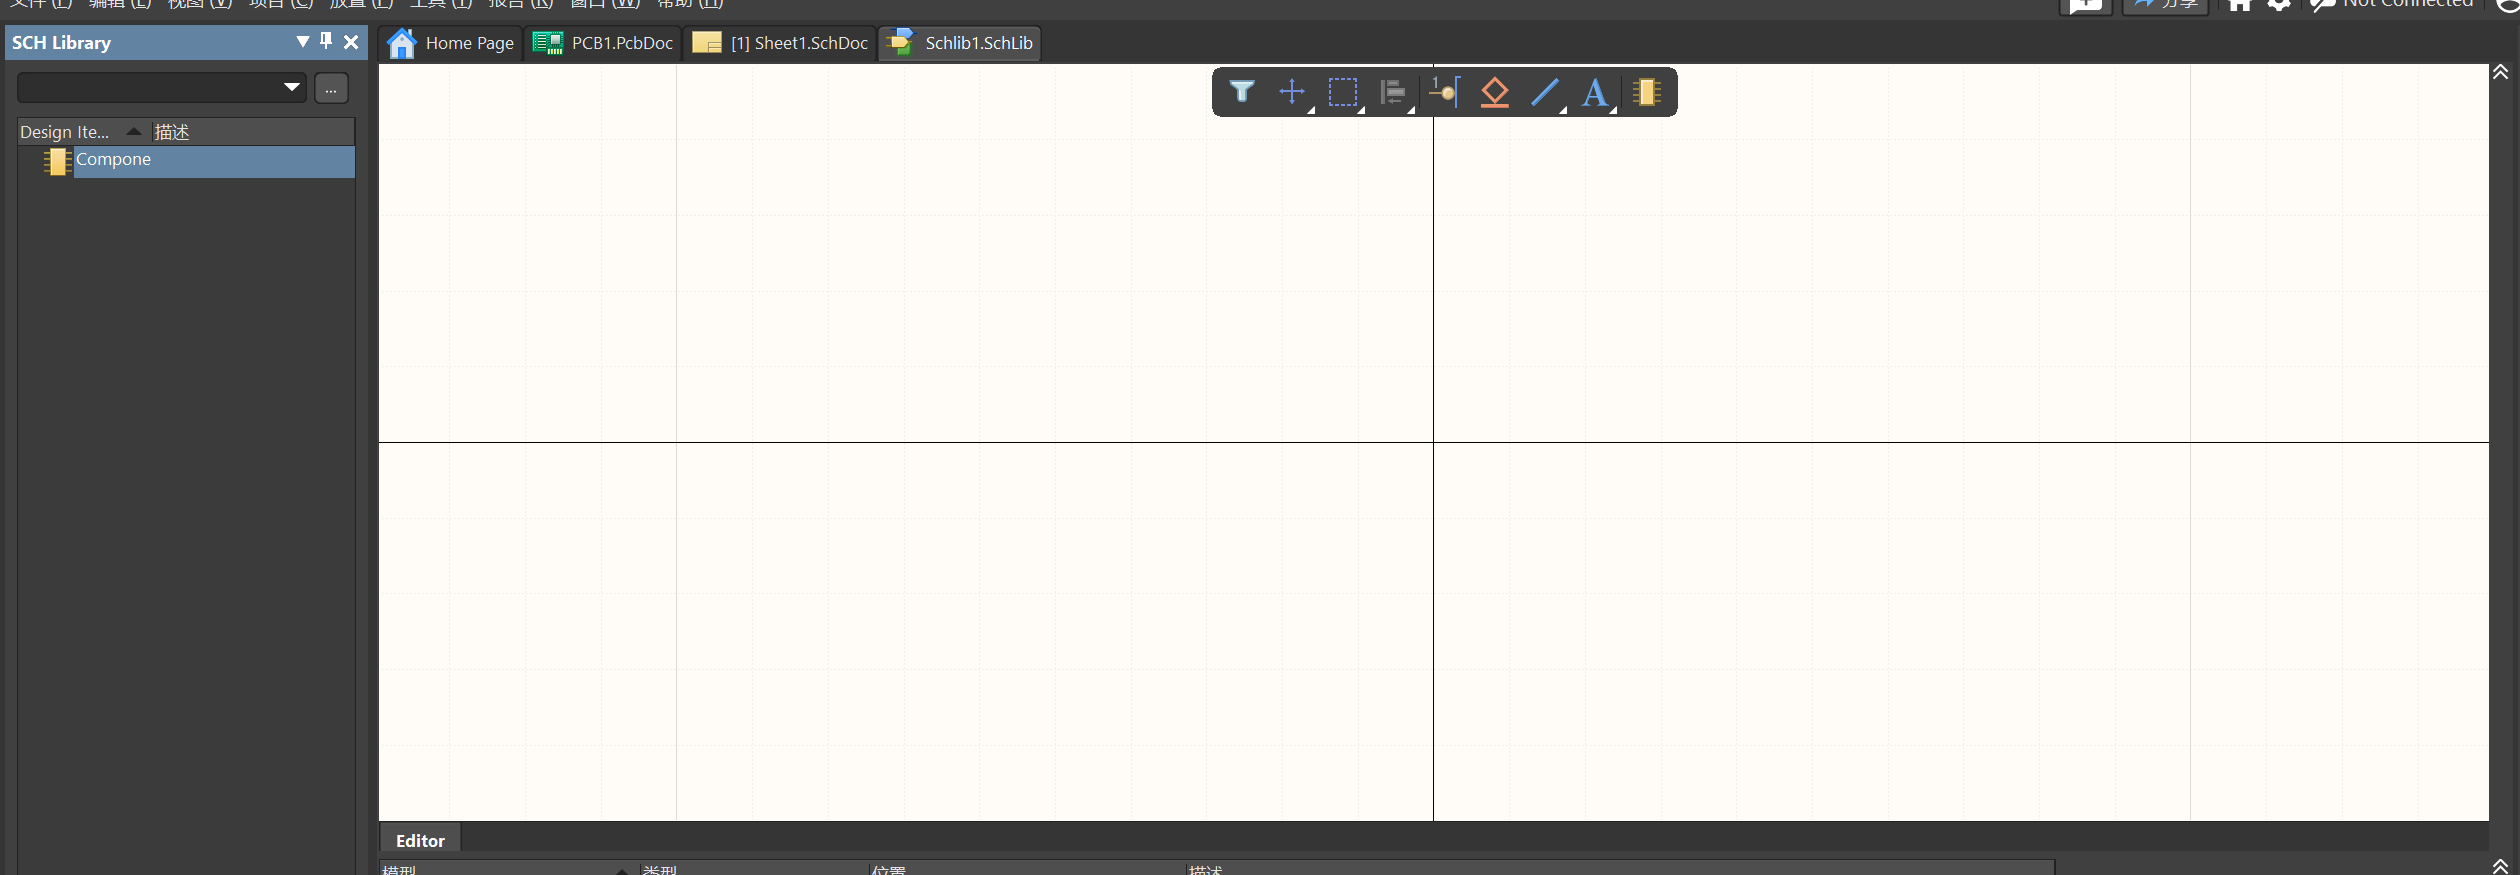 文件 (F) 编辑 (E) 视图 (V) 项目 (C) 放置 (P) 工具 (T) 报告 (R) 窗口 (W) 帮助 (H)
分享 Not Connected
SCH Library
Home Page PCB1.PcbDoc [1] Sheet1.SchDoc Schlib1.SchLib
...
1 A
Design Ite... 描述
Compone
Editor
模型 类型 位置 描述